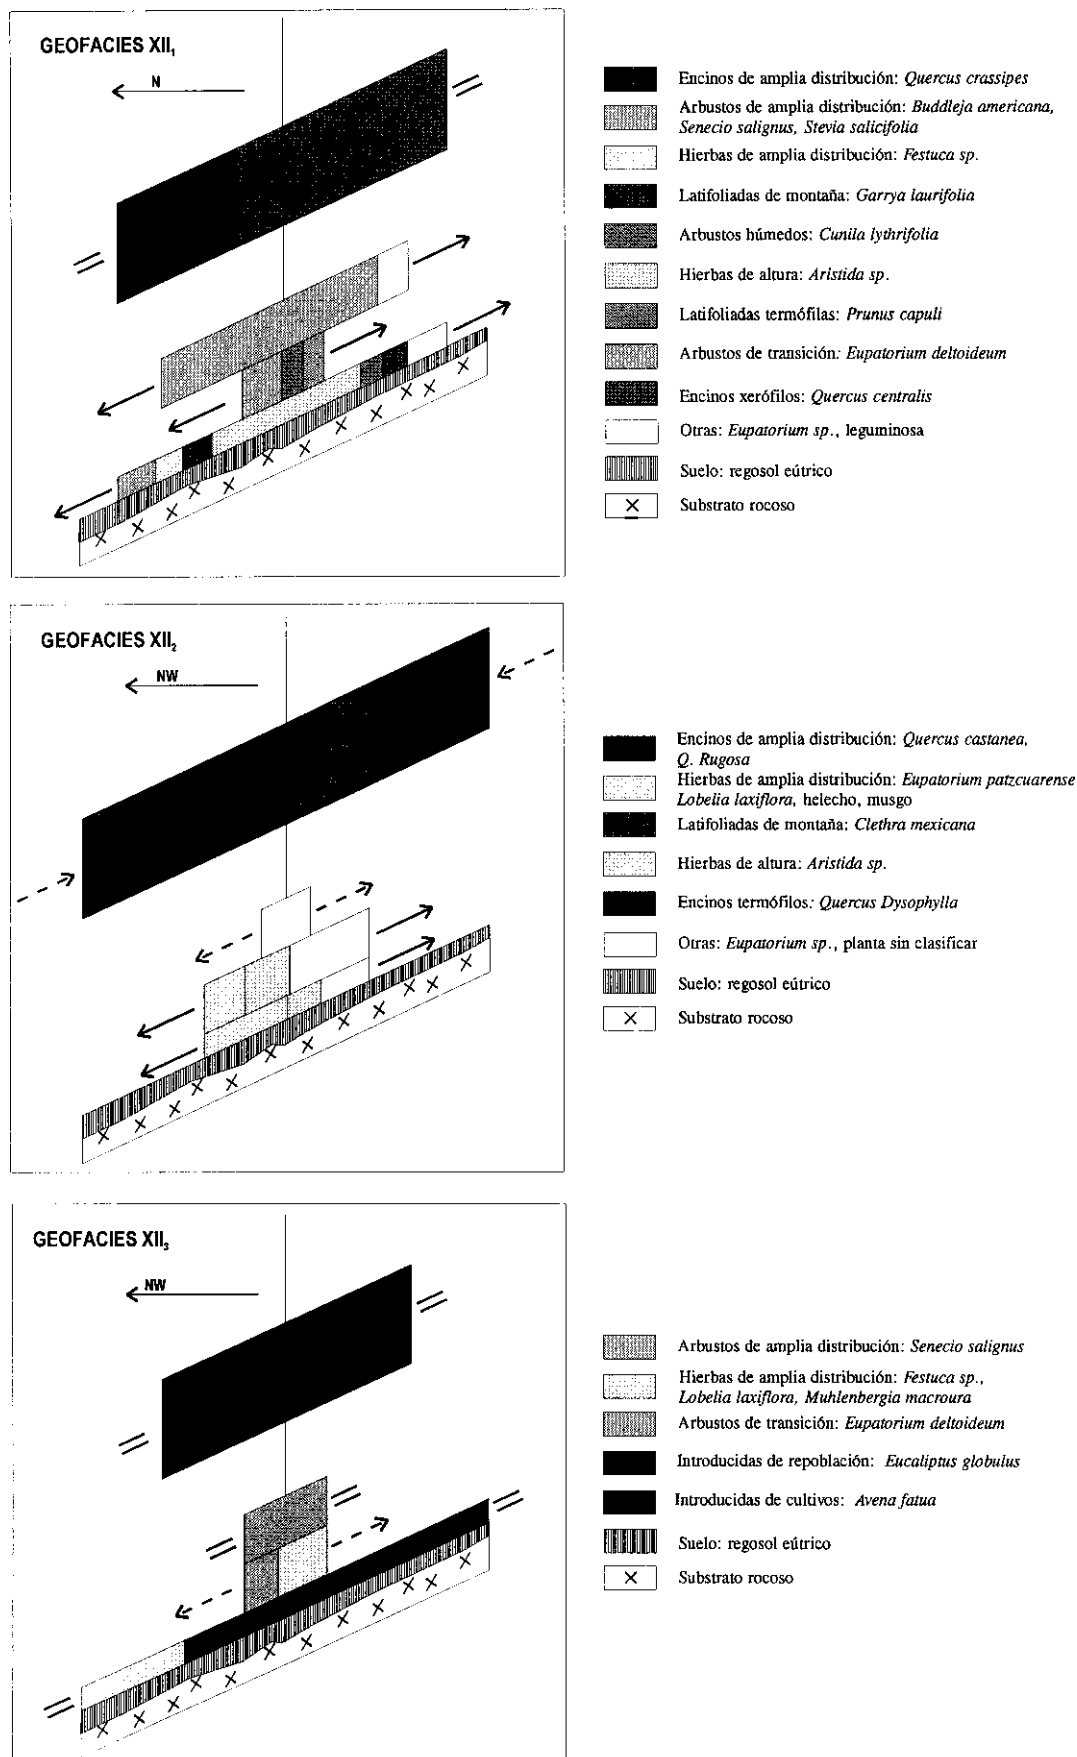 GEOFACIES XII₁
N
Encinos de amplia distribución: Quercus crassipes
Arbustos de amplia distribución: Buddleja americana,
Senecio salignus, Stevia salicifolia
Hierbas de amplia distribución: Festuca sp.
Latifoliadas de montaña: Garrya laurifolia
Arbustos húmedos: Cunila lythrifolia
Hierbas de altura: Aristida sp.
Latifoliadas termófilas: Prunus capuli
Arbustos de transición: Eupatorium deltoideum
Encinos xerófilos: Quercus centralis
Otras: Eupatorium sp., leguminosa
Suelo: regosol eútrico
Substrato rocoso
GEOFACIES XII₂
NW
Encinos de amplia distribución: Quercus castanea,
Q. Rugosa
Hierbas de amplia distribución: Eupatorium patzcuarense
Lobelia laxiflora, helecho, musgo
Latifoliadas de montaña: Clethra mexicana
Hierbas de altura: Aristida sp.
Encinos termófilos: Quercus Dysophylla
Otras: Eupatorium sp., planta sin clasificar
Suelo: regosol eútrico
Substrato rocoso
GEOFACIES XII₃
NW
Arbustos de amplia distribución: Senecio salignus
Hierbas de amplia distribución: Festuca sp.,
Lobelia laxiflora, Muhlenbergia macroura
Arbustos de transición: Eupatorium deltoideum
Introducidas de repoblación: Eucaliptus globulus
Introducidas de cultivos: Avena fatua
Suelo: regosol eútrico
Substrato rocoso